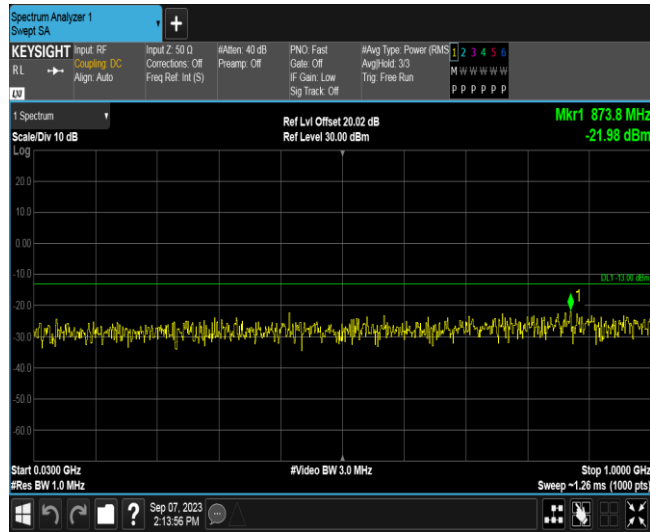 Spectrum Analyzer 1
Swept SA
+
KEYSIGHT Input: RF Input Z: 50 Ω #Atten: 40 dB PNO: Fast #Avg Type: Power (RMS 1 2 3 4 5 6
RL Coupling: DC Corrections: Off Preamp: Off Gate: Off Avg|Hold: 3/3 M W W W W W
Align: Auto Freq Ref: Int (S) IF Gain: Low Trig: Free Run
Sig Track: Off P P P P P P
LXI
1 Spectrum Ref Lvl Offset 20.02 dB Mkr1 873.8 MHz
Scale/Div 10 dB Ref Level 30.00 dBm -21.98 dBm
Log
20.0
10.0
0.00
-10.0
DL1 -13.00 dBm
1
-20.0
-30.0
-40.0
-50.0
-60.0
Start 0.0300 GHz #Video BW 3.0 MHz Stop 1.0000 GHz
#Res BW 1.0 MHz Sweep ~1.26 ms (1000 pts)
? Sep 07, 2023
2:13:56 PM